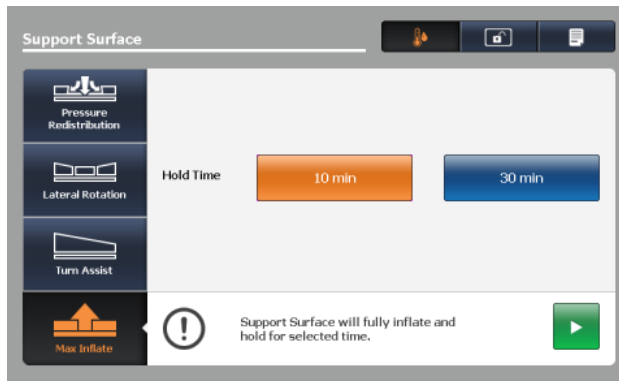 Support Surface
Pressure
Redistribution
Lateral Rotation
Turn Assist
Max Inflate
Hold Time
10 min
30 min
Support Surface will fully inflate and
hold for selected time.